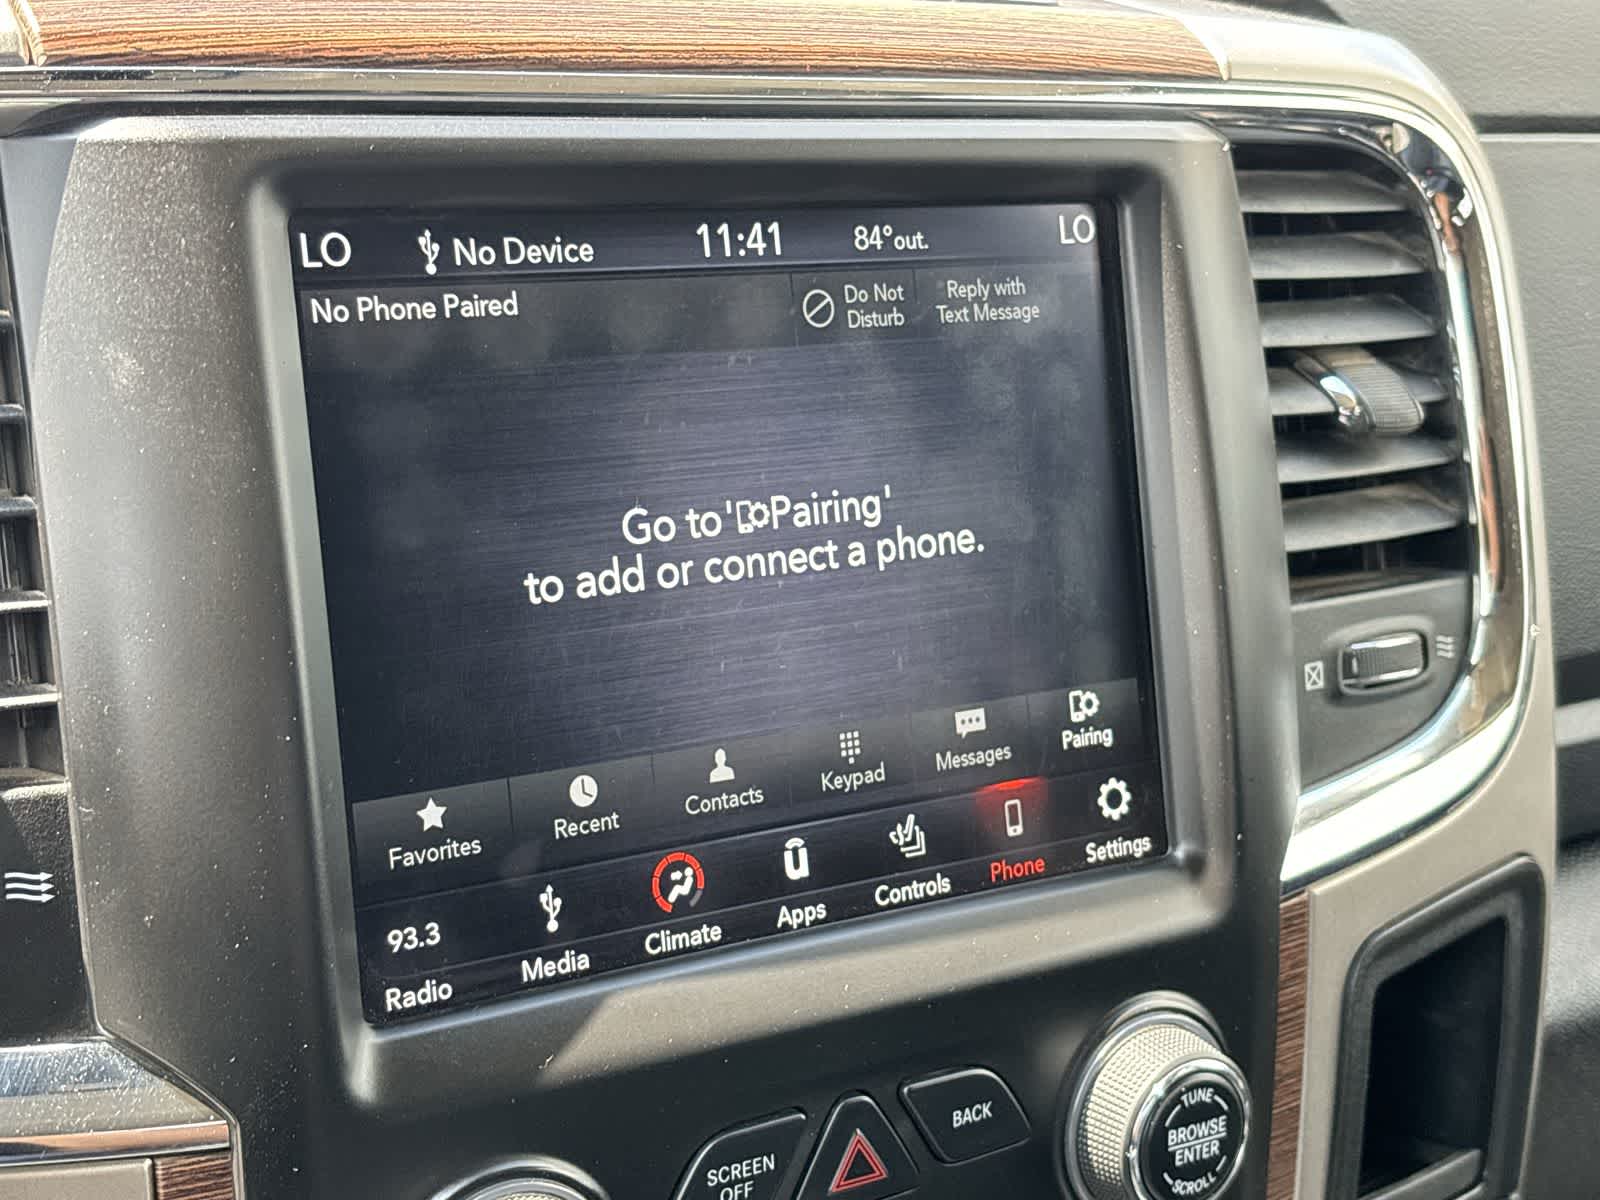 LO No Device 11:41 84°out. LO
No Phone Paired
Do Not
Disturb
Reply with
Text Message
Go to 'Pairing'
to add or connect a phone.
Favorites Recent Contacts Keypad Messages Pairing
93.3
Radio Media Climate Apps Controls Phone Settings
SCREEN
OFF
BACK
TUNE
BROWSE
ENTER
SCROLL